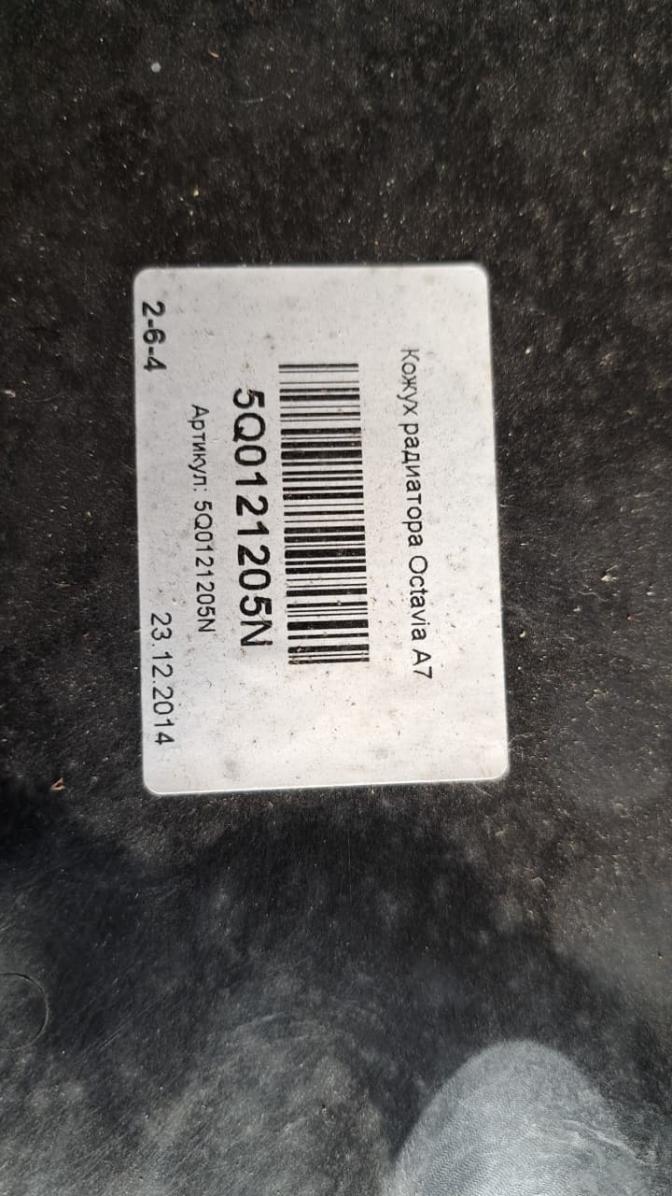 Кожух радиатора Octavia A7
5Q0121205N
Артикул: 5Q0121205N
2-6-4
23.12.2014